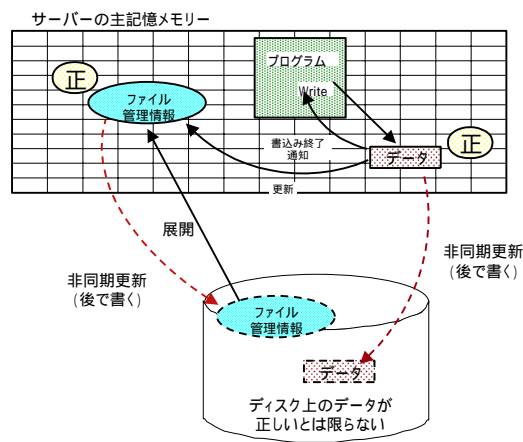 サーバーの主記憶メモリー
正
プログラム
Write
ファイル
管理情報
書込み終了
通知
正
データ
更新
展開
非同期更新
(後で書く)
非同期更新
(後で書く)
ファイル
管理情報
データ
ディスク上のデータが
正しいとは限らない